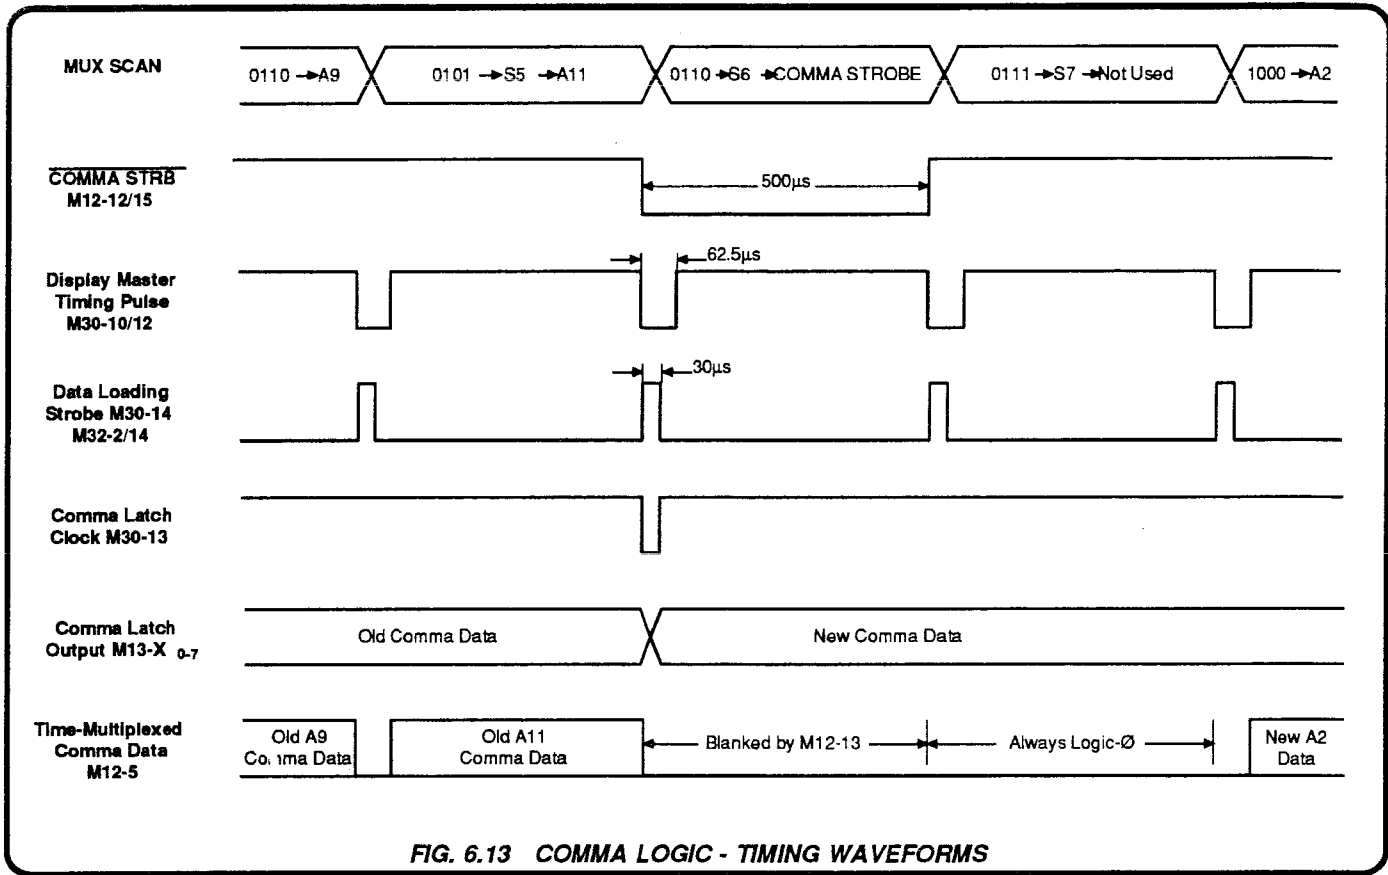 MUX SCAN
0110 →A9
0101 →S5 →A11
0110 →S6 →COMMA STROBE
0111 →S7 →Not Used
1000 →A2
COMMA STRB
M12-12/15
500µs
Display Master
Timing Pulse
M30-10/12
62.5µs
Data Loading
Strobe M30-14
M32-2/14
30µs
Comma Latch
Clock M30-13
Comma Latch
Output M13-X 0-7
Old Comma Data
New Comma Data
Time-Multiplexed
Comma Data
M12-5
Old A9
Comma Data
Old A11
Comma Data
Blanked by M12-13
Always Logic-Ø
New A2
Data
FIG. 6.13 COMMA LOGIC - TIMING WAVEFORMS